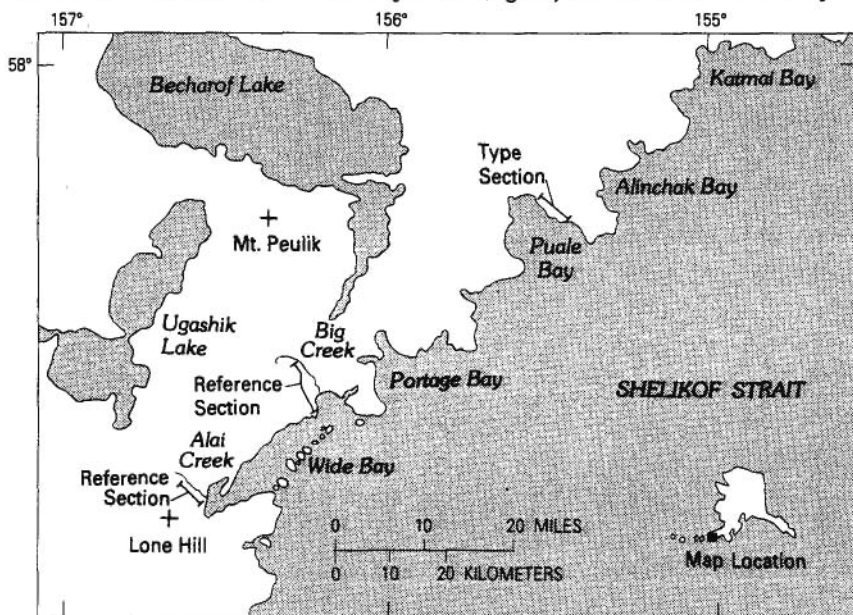 157°
156°
155°
58°
Becharof Lake
Katmai Bay
Type
Section
Alinchak Bay
Mt. Peulik
Puale
Bay
Ugashik
Lake
Big
Creek
Reference
Section
Portage Bay
SHELIKOF STRAIT
Alai
Creek
Wide Bay
Reference
Section
Lone Hill
0 10 20 MILES
0 10 20 KILOMETERS
Map Location